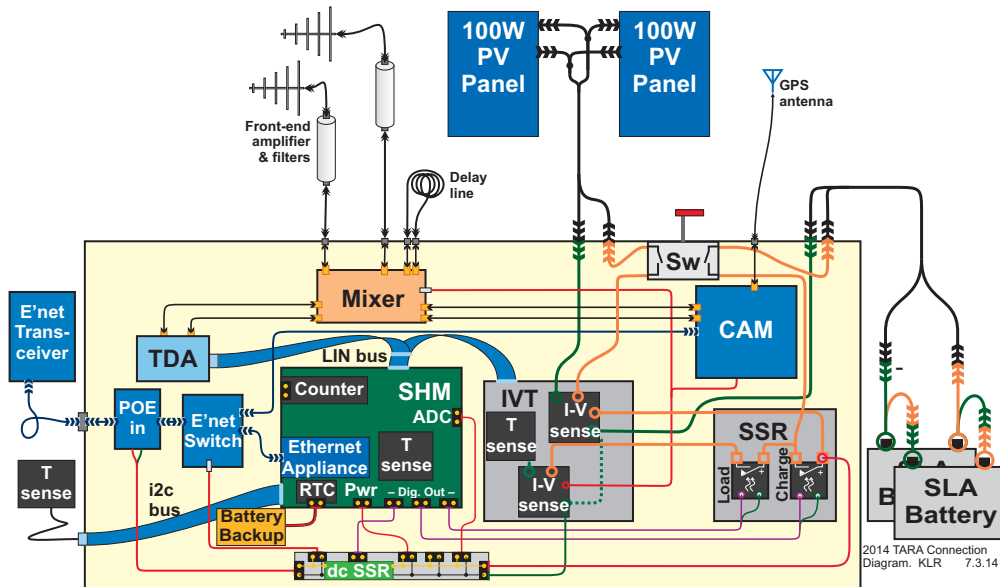 100W
PV
Panel
100W
PV
Panel
GPS
antenna
Front-end
amplifier
& filters
Delay
line
Sw
Mixer
E'net
Trans-
ceiver
CAM
TDA
LIN bus
Counter
SHM
ADC
IVT
I-V
sense
T
sense
SSR
POE
in
E'net
Switch
Ethernet
Appliance
T
sense
I-V
sense
Load
Charge
T
sense
i2c
bus
RTC
Pwr
– Dig. Out –
Battery
Backup
dc SSR
-
B
A
SLA
Battery
2014 TARA Connection
Diagram. KLR 7.3.14